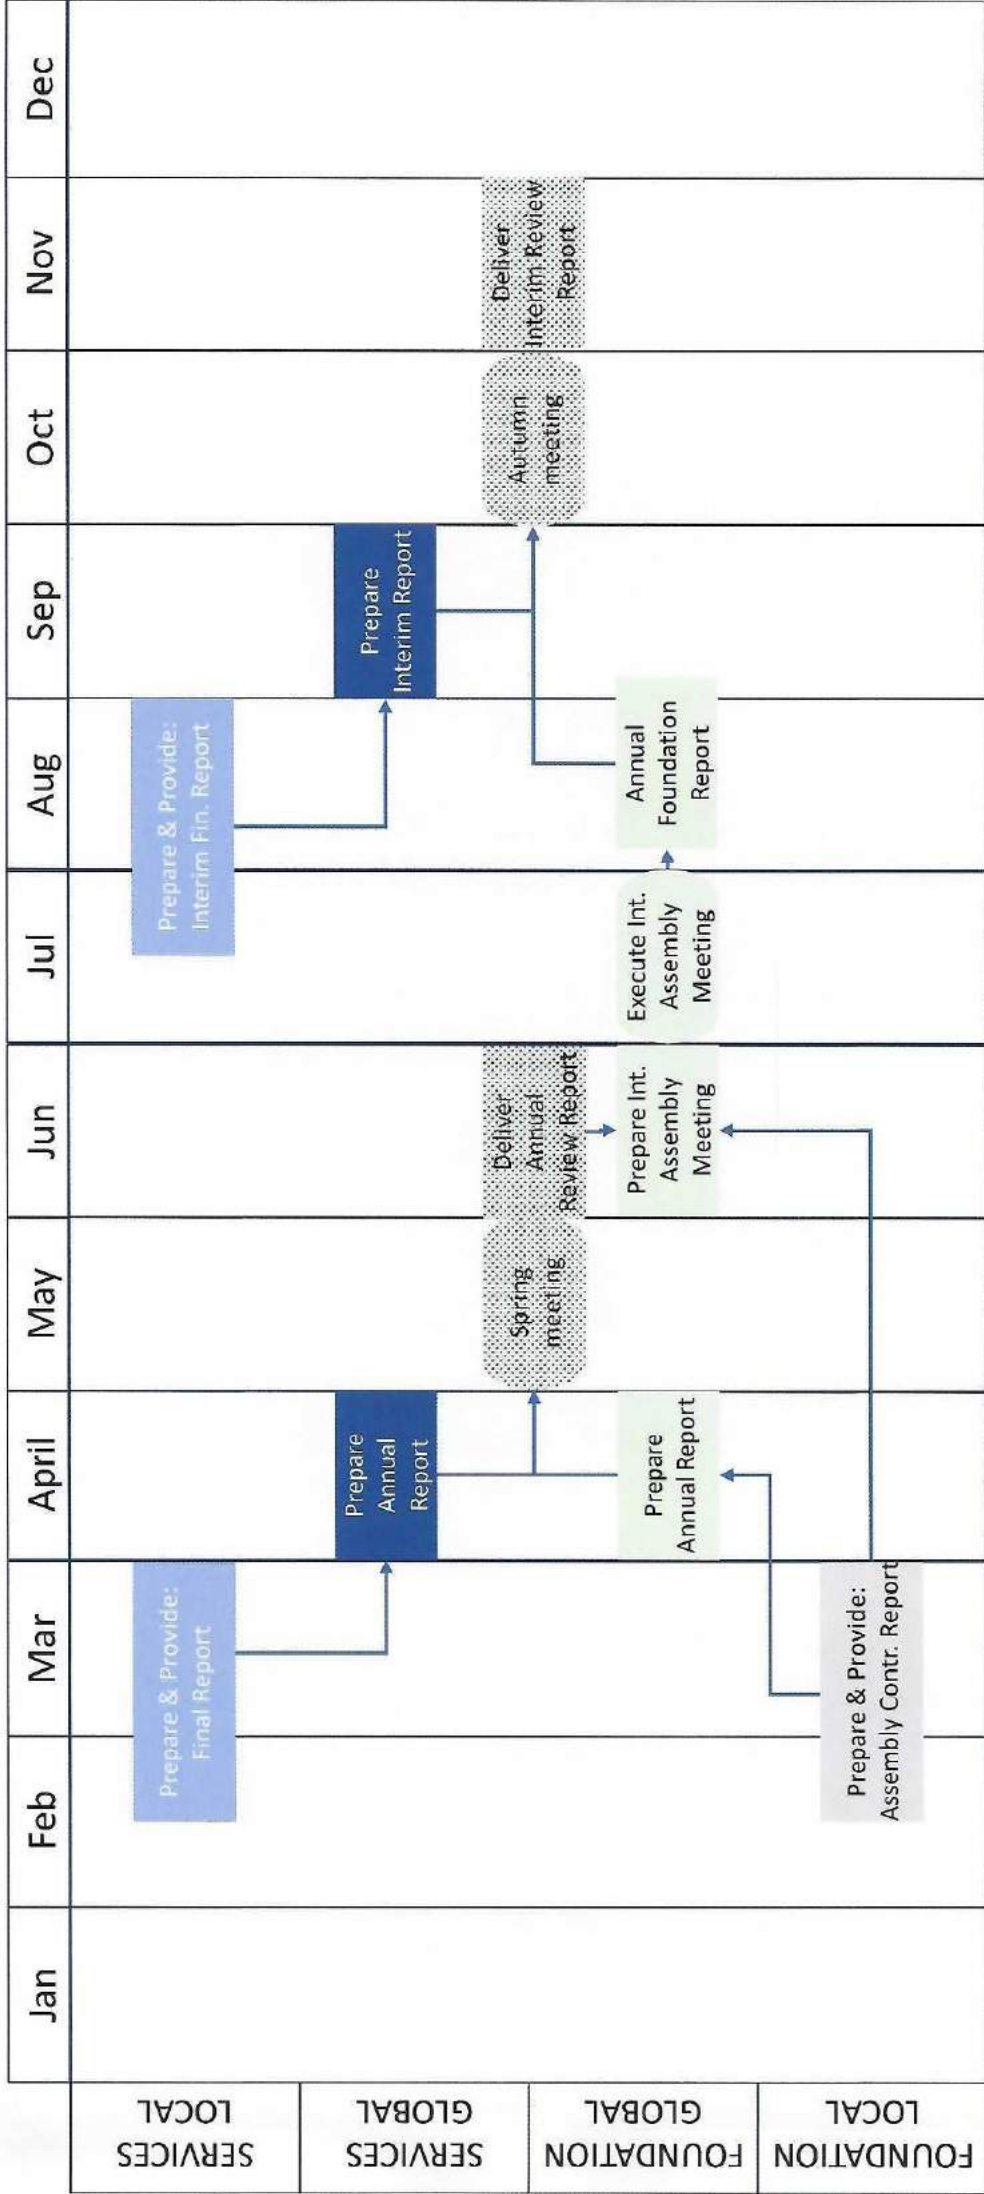 Jan
Feb
Mar
April
May
Jun
Jul
Aug
Sep
Oct
Nov
Dec
LOCAL
SERVICES
Prepare & Provide:
Final Report
Prepare & Provide:
Interim Fin. Report
GLOBAL
SERVICES
Prepare
Annual
Report
Prepare
Interim Report
Spring
meeting
Deliver
Annual
Review Report
Autumn
meeting
Deliver
Interim Review
Report
GLOBAL
FOUNDATION
Prepare
Annual Report
Prepare Int.
Assembly
Meeting
Execute Int.
Assembly
Meeting
Annual
Foundation
Report
LOCAL
FOUNDATION
Prepare & Provide:
Assembly Contr. Report